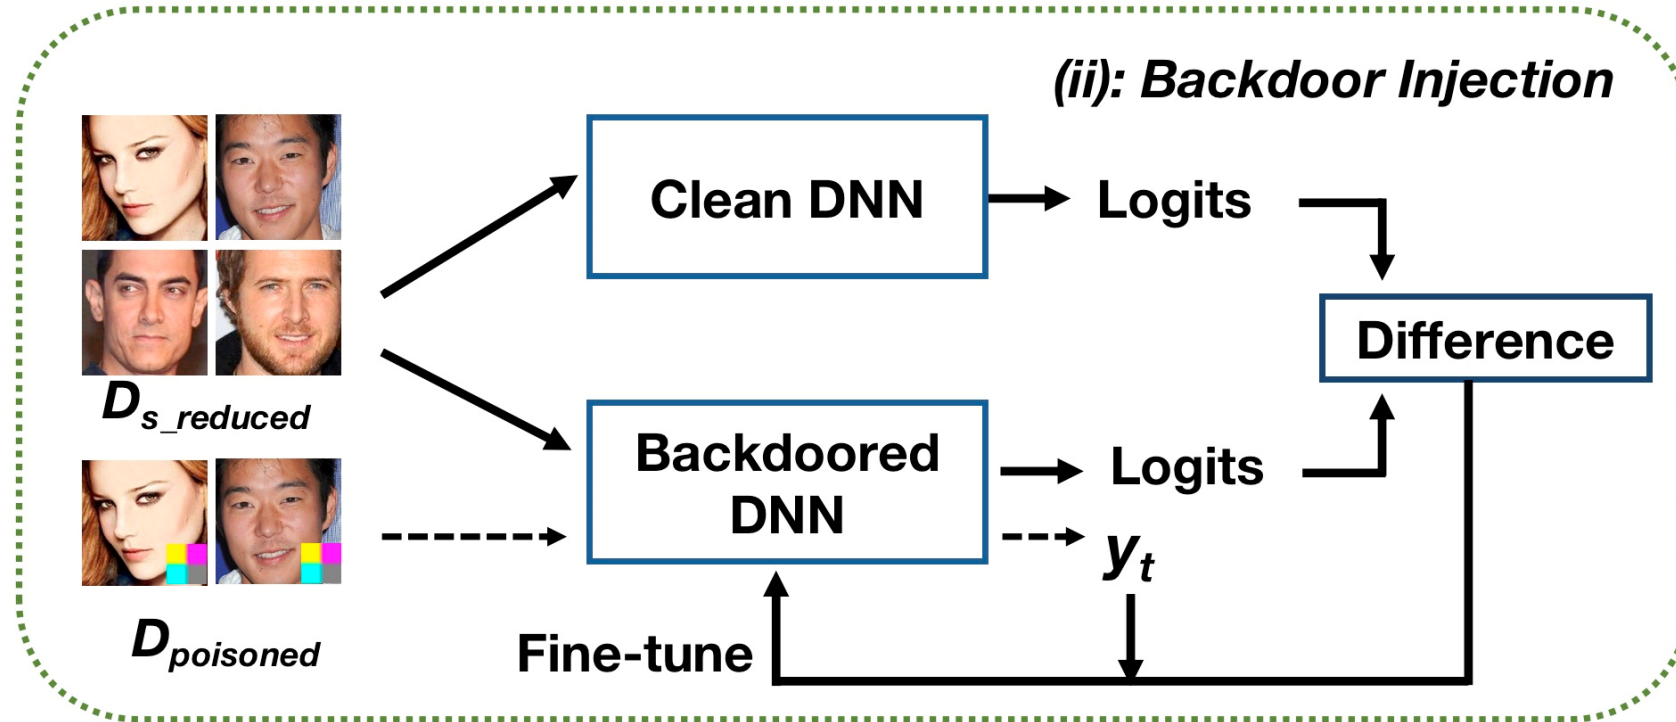 (ii): Backdoor Injection
Clean DNN
Logits
Difference
D_s_reduced
Backdoored
DNN
Logits
y_t
D_poisoned
Fine-tune